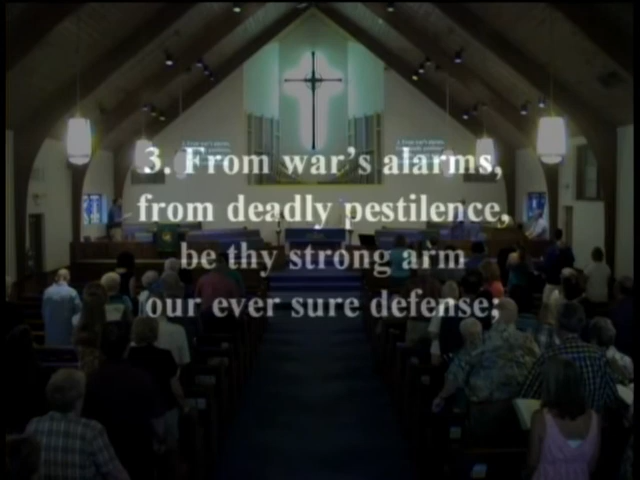 3. From war's alarms,
from deadly pestilence,
be thy strong arm
our ever sure defense;